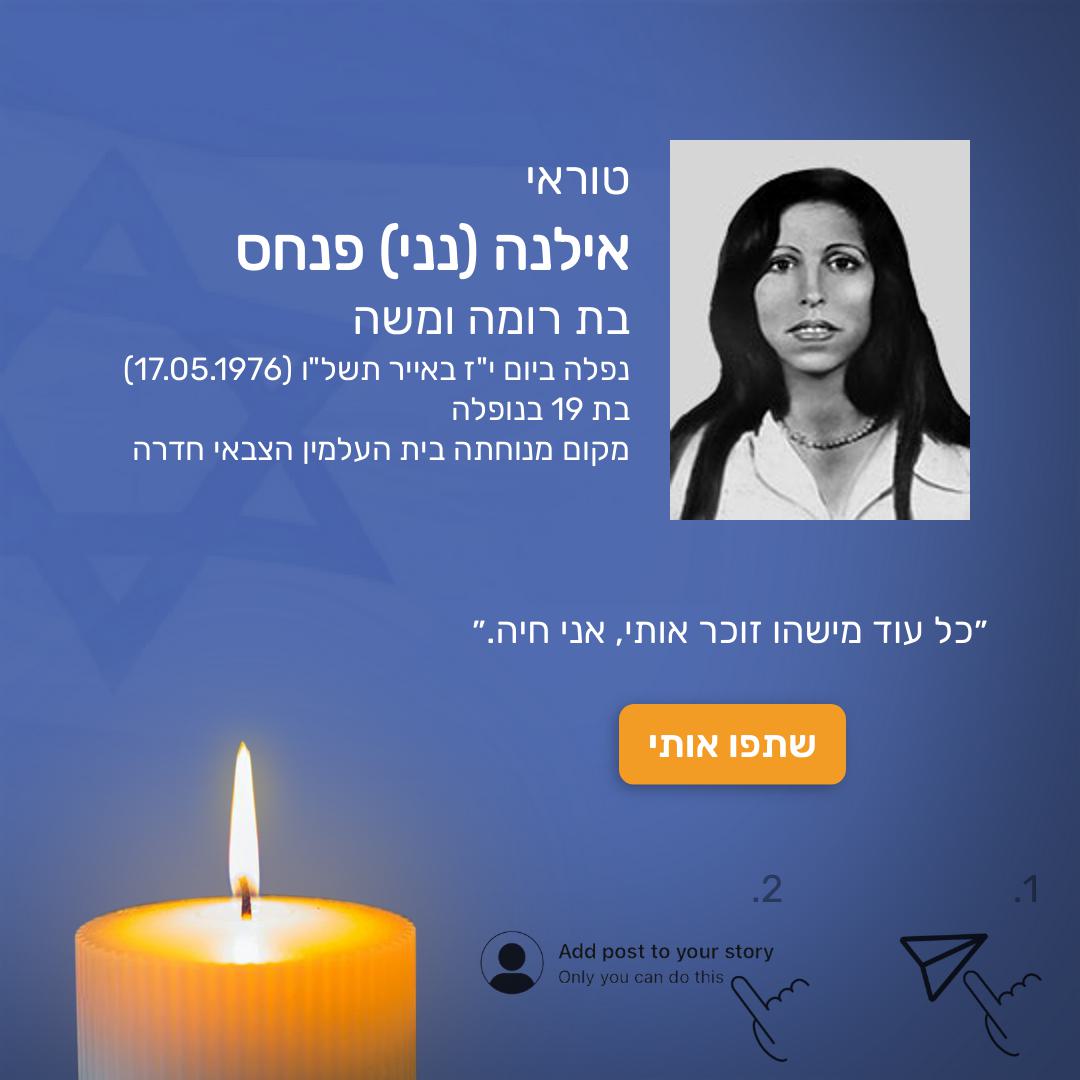 טוראי
אילנה (נני) פנחס
בת רומה ומשה
נפלה ביום י"ז באייר תשל"ו (17.05.1976)
בת 19 בנופלה
מקום מנוחתה בית העלמין הצבאי חדרה
״כל עוד מישהו זוכר אותי, אני חיה.״
שתפו אותי
1.
2.
Add post to your story
Only you can do this